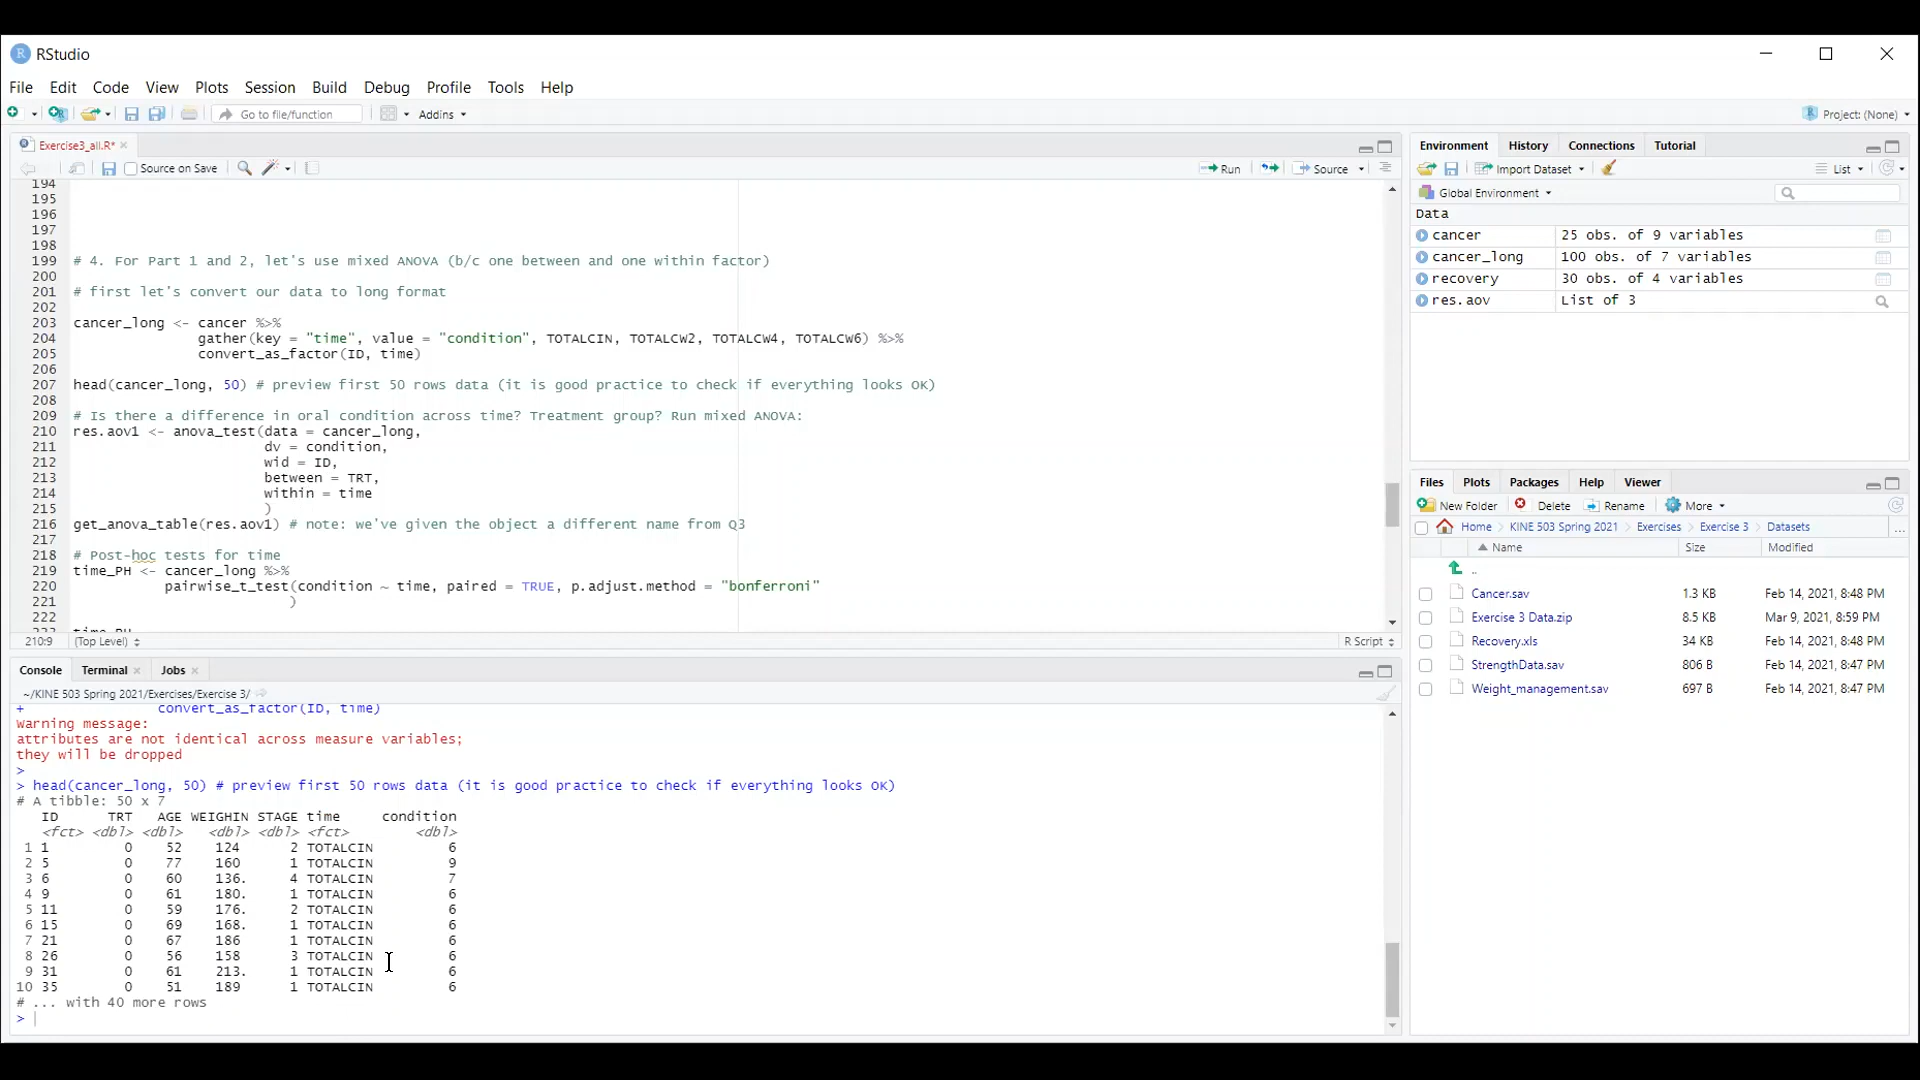 RStudio
File Edit Code View Plots Session Build Debug Profile Tools Help
Go to file/function Addins Project: (None)
Exercise3_all.R*
Source on Save Run Source
194
195
196
197
198
199 # 4. For Part 1 and 2, let's use mixed ANOVA (b/c one between and one within factor)
200
201 # first let's convert our data to long format
202
203 cancer_long <- cancer %>%
204 gather(key = "time", value = "condition", TOTALCIN, TOTALCW2, TOTALCW4, TOTALCW6) %>%
205 convert_as_factor(ID, time)
206
207 head(cancer_long, 50) # preview first 50 rows data (it is good practice to check if everything looks OK)
208
209 # Is there a difference in oral condition across time? Treatment group? Run mixed ANOVA:
210 res.aov1 <- anova_test(data = cancer_long,
211 dv = condition,
212 wid = ID,
213 between = TRT,
214 within = time
215 )
216 get_anova_table(res.aov1) # note: we've given the object a different name from Q3
217
218 # Post-hoc tests for time
219 time_PH <- cancer_long %>%
220 pairwise_t_test(condition ~ time, paired = TRUE, p.adjust.method = "bonferroni"
221 )
222
223 time_PH
210:9 (Top Level) R Script
Console Terminal Jobs
~/KINE 503 Spring 2021/Exercises/Exercise 3/
+ convert_as_factor(ID, time)
Warning message:
attributes are not identical across measure variables;
they will be dropped
>
> head(cancer_long, 50) # preview first 50 rows data (it is good practice to check if everything looks OK)
# A tibble: 50 x 7
ID TRT AGE WEIGHIN STAGE time condition
<fct> <dbl> <dbl> <dbl> <dbl> <fct> <dbl>
1 1 0 52 124 2 TOTALCIN 6
2 5 0 77 160 1 TOTALCIN 9
3 6 0 60 136. 4 TOTALCIN 7
4 9 0 61 180. 1 TOTALCIN 6
5 11 0 59 176. 2 TOTALCIN 6
6 15 0 69 168. 1 TOTALCIN 6
7 21 0 67 186 1 TOTALCIN 6
8 26 0 56 158 3 TOTALCIN 6
9 31 0 61 213. 1 TOTALCIN 6
10 35 0 51 189 1 TOTALCIN 6
# ... with 40 more rows
>
Environment History Connections Tutorial
Import Dataset List
Global Environment
Data
cancer 25 obs. of 9 variables
cancer_long 100 obs. of 7 variables
recovery 30 obs. of 4 variables
res.aov List of 3
Files Plots Packages Help Viewer
New Folder Delete Rename More
Home KINE 503 Spring 2021 Exercises Exercise 3 Datasets ...
Name Size Modified
..
Cancer.sav 1.3 KB Feb 14, 2021, 8:48 PM
Exercise 3 Data.zip 8.5 KB Mar 9, 2021, 8:59 PM
Recovery.xls 34 KB Feb 14, 2021, 8:48 PM
StrengthData.sav 806 B Feb 14, 2021, 8:47 PM
Weight_management.sav 697 B Feb 14, 2021, 8:47 PM